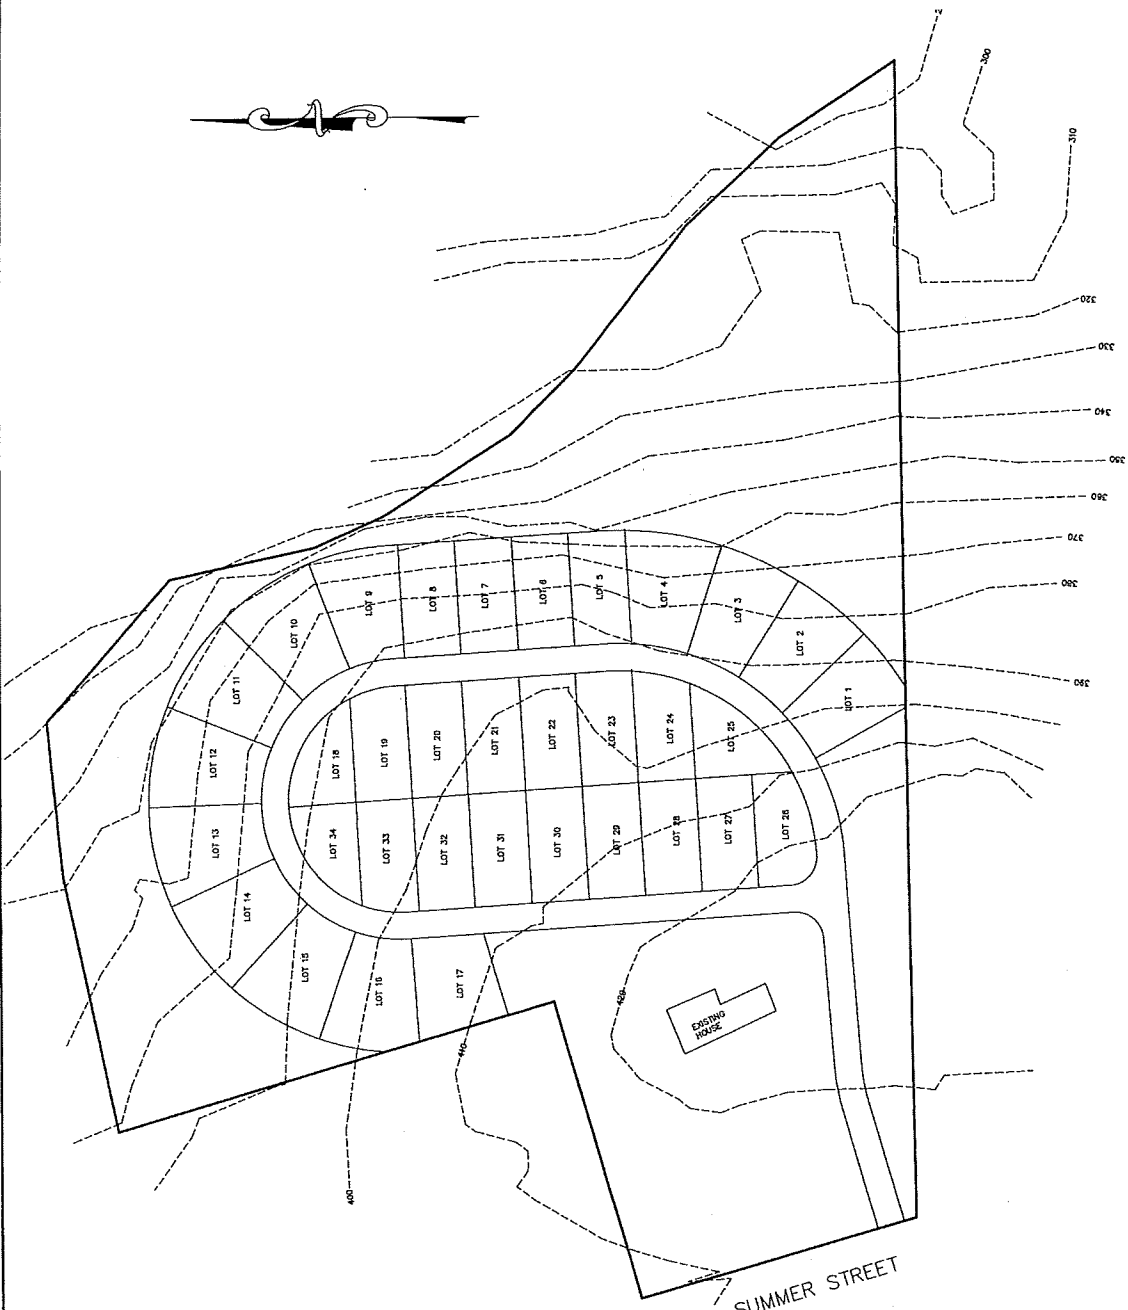 N
300
310
320
330
340
350
360
370
380
390
LOT 1
LOT 2
LOT 3
LOT 4
LOT 5
LOT 6
LOT 7
LOT 8
LOT 9
LOT 10
LOT 11
LOT 12
LOT 13
LOT 14
LOT 15
LOT 16
LOT 17
LOT 18
LOT 19
LOT 20
LOT 21
LOT 22
LOT 23
LOT 24
LOT 25
LOT 26
LOT 27
LOT 28
LOT 29
LOT 30
LOT 31
LOT 32
LOT 33
LOT 34
400
410
420
EXISTING
HOUSE
SUMMER STREET